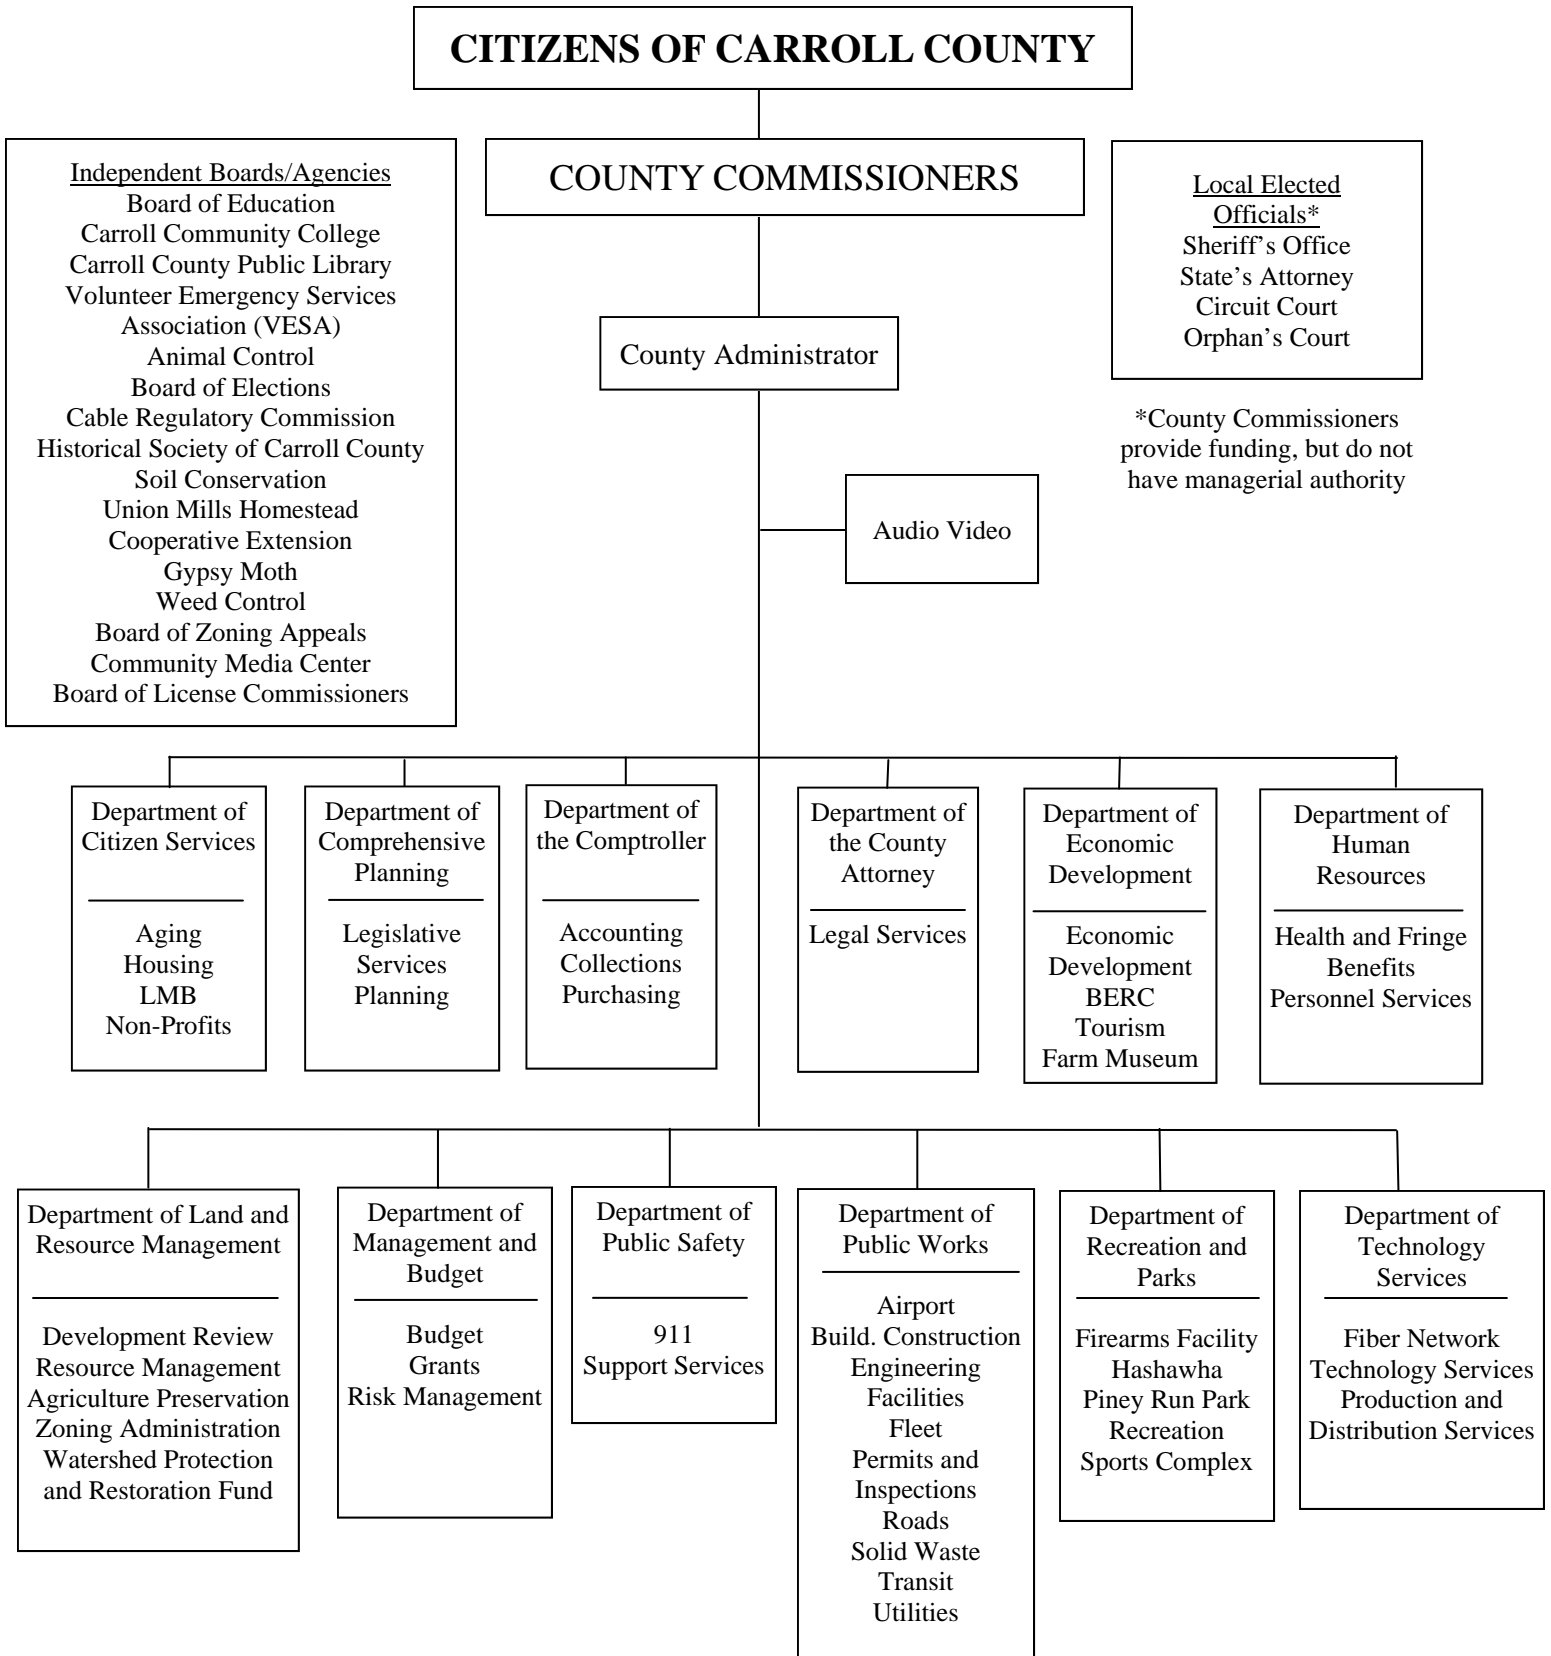 CITIZENS OF CARROLL COUNTY
COUNTY COMMISSIONERS
Independent Boards/Agencies
Board of Education
Carroll Community College
Carroll County Public Library
Volunteer Emergency Services
Association (VESA)
Animal Control
Board of Elections
Cable Regulatory Commission
Historical Society of Carroll County
Soil Conservation
Union Mills Homestead
Cooperative Extension
Gypsy Moth
Weed Control
Board of Zoning Appeals
Community Media Center
Board of License Commissioners
Local Elected
Officials*
Sheriff’s Office
State’s Attorney
Circuit Court
Orphan’s Court
*County Commissioners
provide funding, but do not
have managerial authority
County Administrator
Audio Video
Department of
Citizen Services
Aging
Housing
LMB
Non-Profits
Department of
Comprehensive
Planning
Legislative
Services
Planning
Department of
the Comptroller
Accounting
Collections
Purchasing
Department of
the County
Attorney
Legal Services
Department of
Economic
Development
Economic
Development
BERC
Tourism
Farm Museum
Department of
Human
Resources
Health and Fringe
Benefits
Personnel Services
Department of Land and
Resource Management
Development Review
Resource Management
Agriculture Preservation
Zoning Administration
Watershed Protection
and Restoration Fund
Department of
Management and
Budget
Budget
Grants
Risk Management
Department of
Public Safety
911
Support Services
Department of
Public Works
Airport
Build. Construction
Engineering
Facilities
Fleet
Permits and
Inspections
Roads
Solid Waste
Transit
Utilities
Department of
Recreation and
Parks
Firearms Facility
Hashawha
Piney Run Park
Recreation
Sports Complex
Department of
Technology
Services
Fiber Network
Technology Services
Production and
Distribution Services